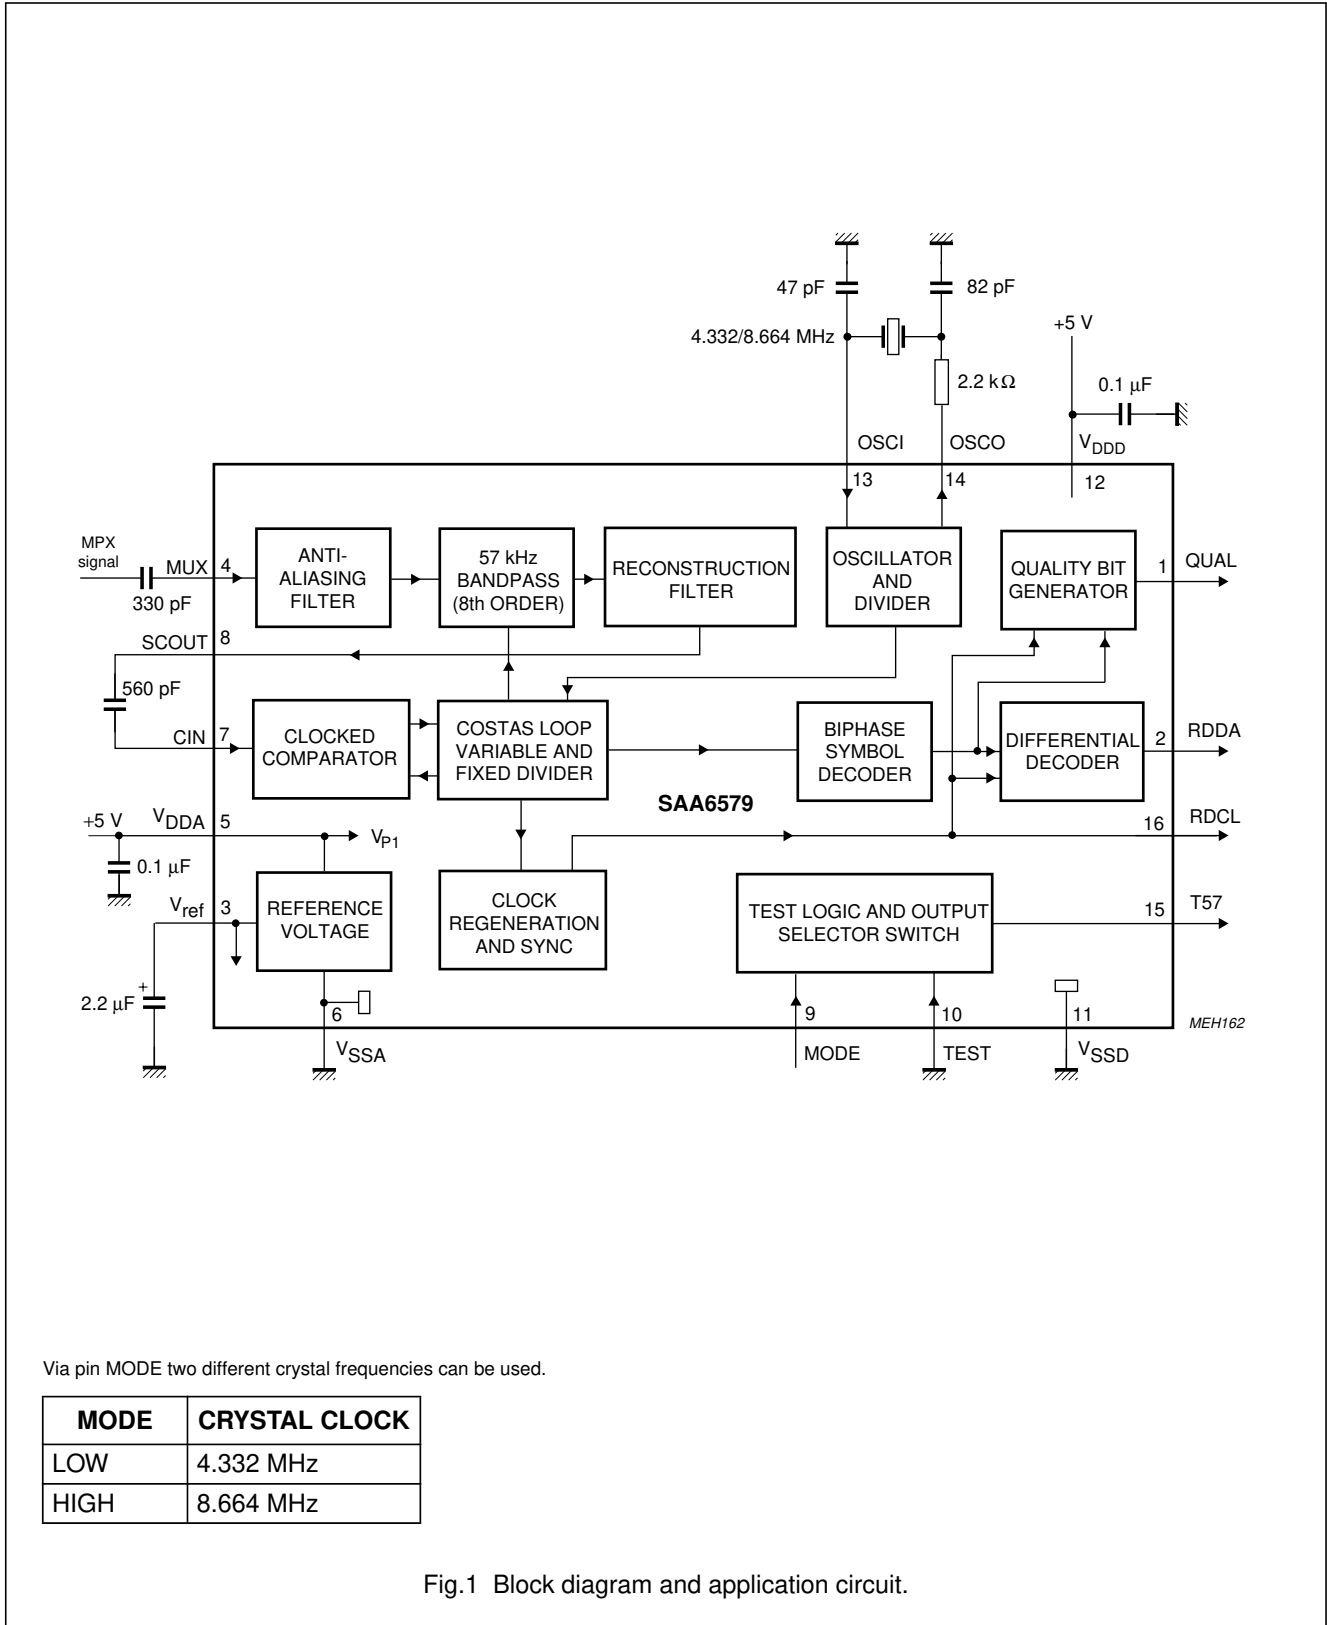 47 pF
82 pF
4.332/8.664 MHz
+5 V
2.2 kΩ
0.1 µF
OSCI
OSCO
VDDD
13
14
12
MPX
signal
MUX
4
330 pF
ANTI-
ALIASING
FILTER
57 kHz
BANDPASS
(8th ORDER)
RECONSTRUCTION
FILTER
OSCILLATOR
AND
DIVIDER
QUALITY BIT
GENERATOR
1
QUAL
SCOUT
8
560 pF
CIN
7
CLOCKED
COMPARATOR
COSTAS LOOP
VARIABLE AND
FIXED DIVIDER
BIPHASE
SYMBOL
DECODER
DIFFERENTIAL
DECODER
2
RDDA
SAA6579
+5 V
VDDA
5
VP1
16
RDCL
0.1 µF
Vref
3
REFERENCE
VOLTAGE
CLOCK
REGENERATION
AND SYNC
TEST LOGIC AND OUTPUT
SELECTOR SWITCH
15
T57
2.2 µF
+
6
9
10
11
MEH162
VSSA
MODE
TEST
VSSD
Via pin MODE two different crystal frequencies can be used.
MODE CRYSTAL CLOCK
LOW 4.332 MHz
HIGH 8.664 MHz
Fig.1 Block diagram and application circuit.